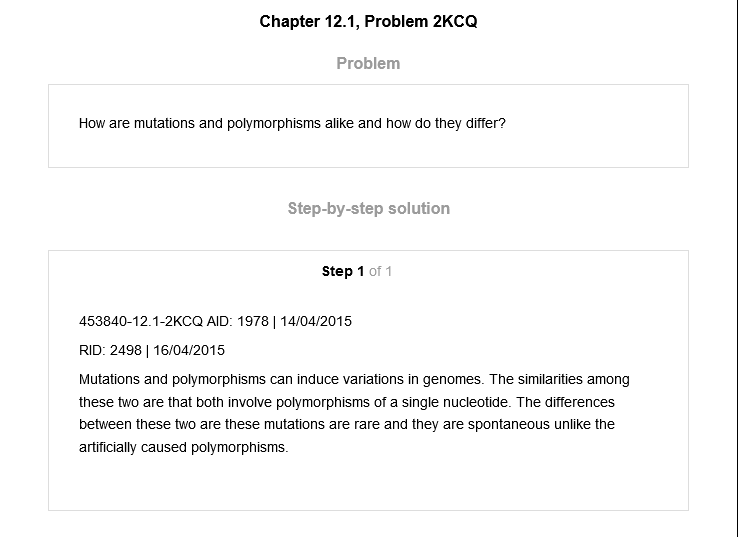 Chapter 12.1, Problem 2KCQ
Problem
How are mutations and polymorphisms alike and how do they differ?
Step-by-step solution
Step 1 of 1
453840-12.1-2KCQ AID: 1978 | 14/04/2015
RID: 2498 | 16/04/2015
Mutations and polymorphisms can induce variations in genomes. The similarities among
these two are that both involve polymorphisms of a single nucleotide. The differences
between these two are these mutations are rare and they are spontaneous unlike the
artificially caused polymorphisms.